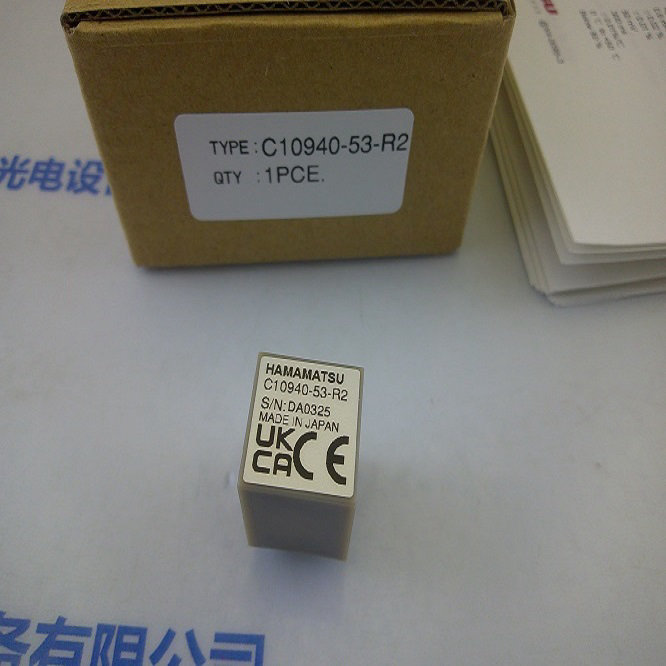 TYPE : C10940-53-R2
QTY : 1PCE.
光电设
HAMAMATSU
C10940-53-R2
S/N: DA0325
MADE IN JAPAN
UK
CA CE
务有限公司